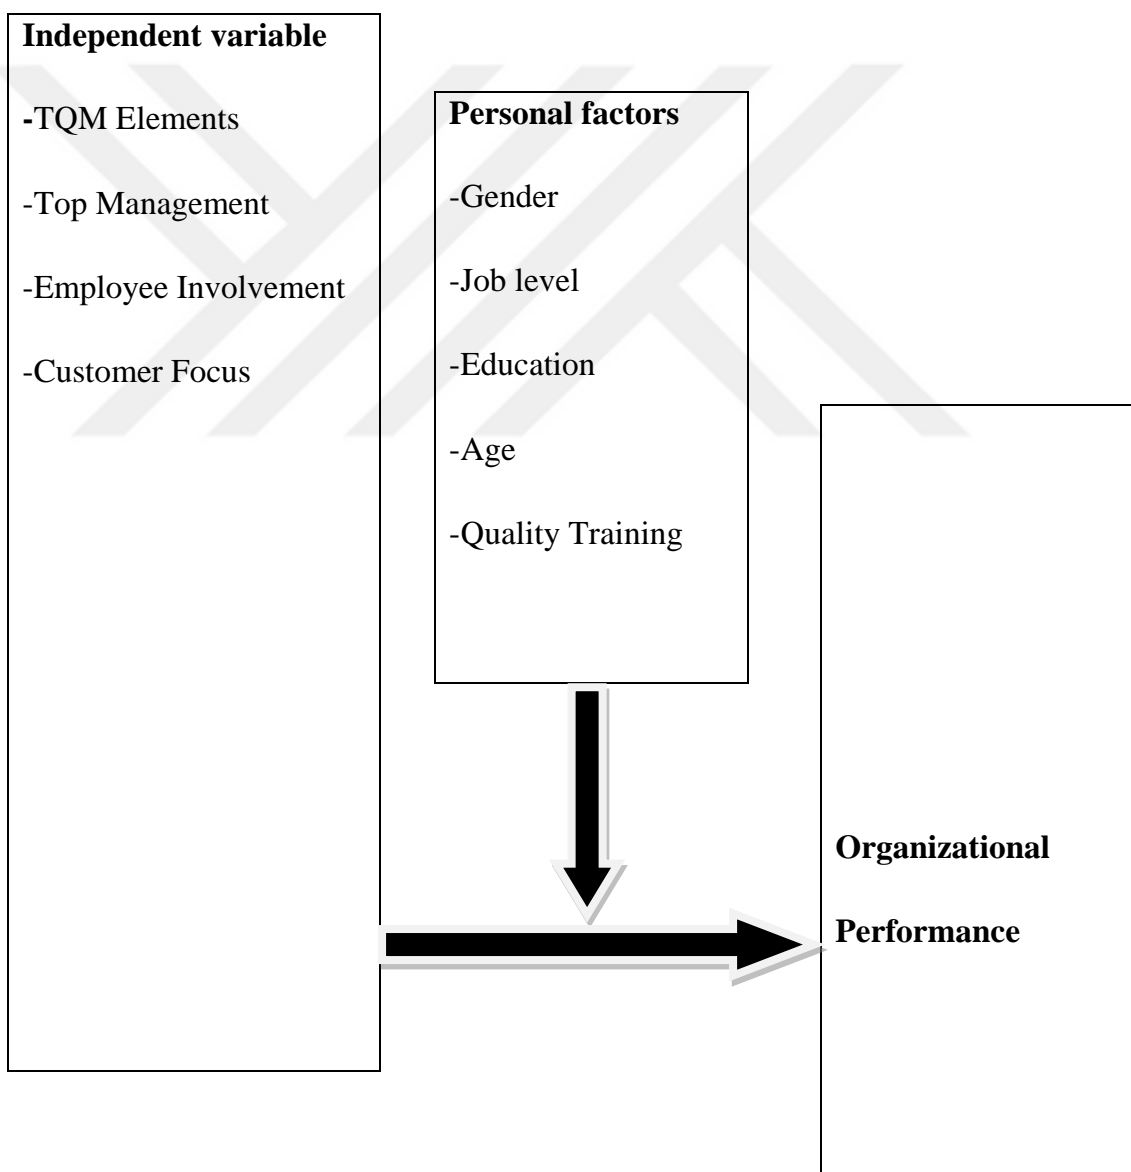 Independent variable
-TQM Elements
-Top Management
-Employee Involvement
-Customer Focus
Personal factors
-Gender
-Job level
-Education
-Age
-Quality Training
Organizational
Performance